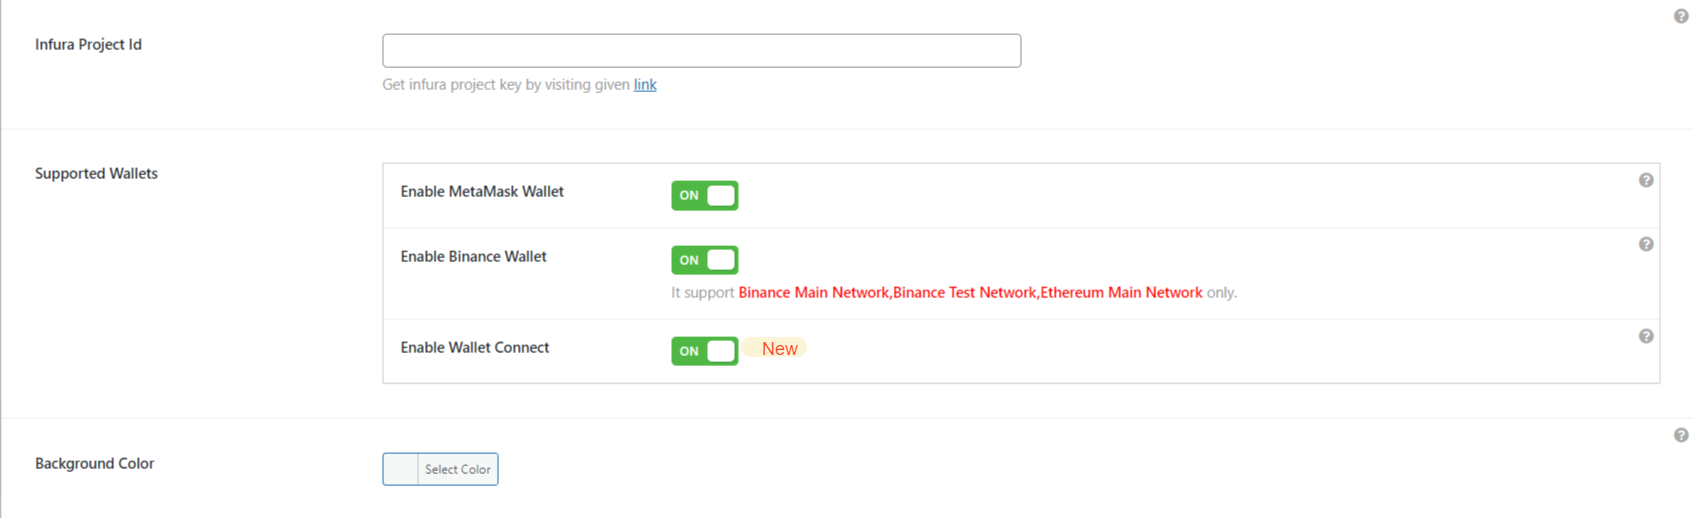 Infura Project Id
Get infura project key by visiting given link
Supported Wallets
Enable MetaMask Wallet
ON
Enable Binance Wallet
ON
It support Binance Main Network,Binance Test Network,Ethereum Main Network only.
Enable Wallet Connect
ON
New
Background Color
Select Color